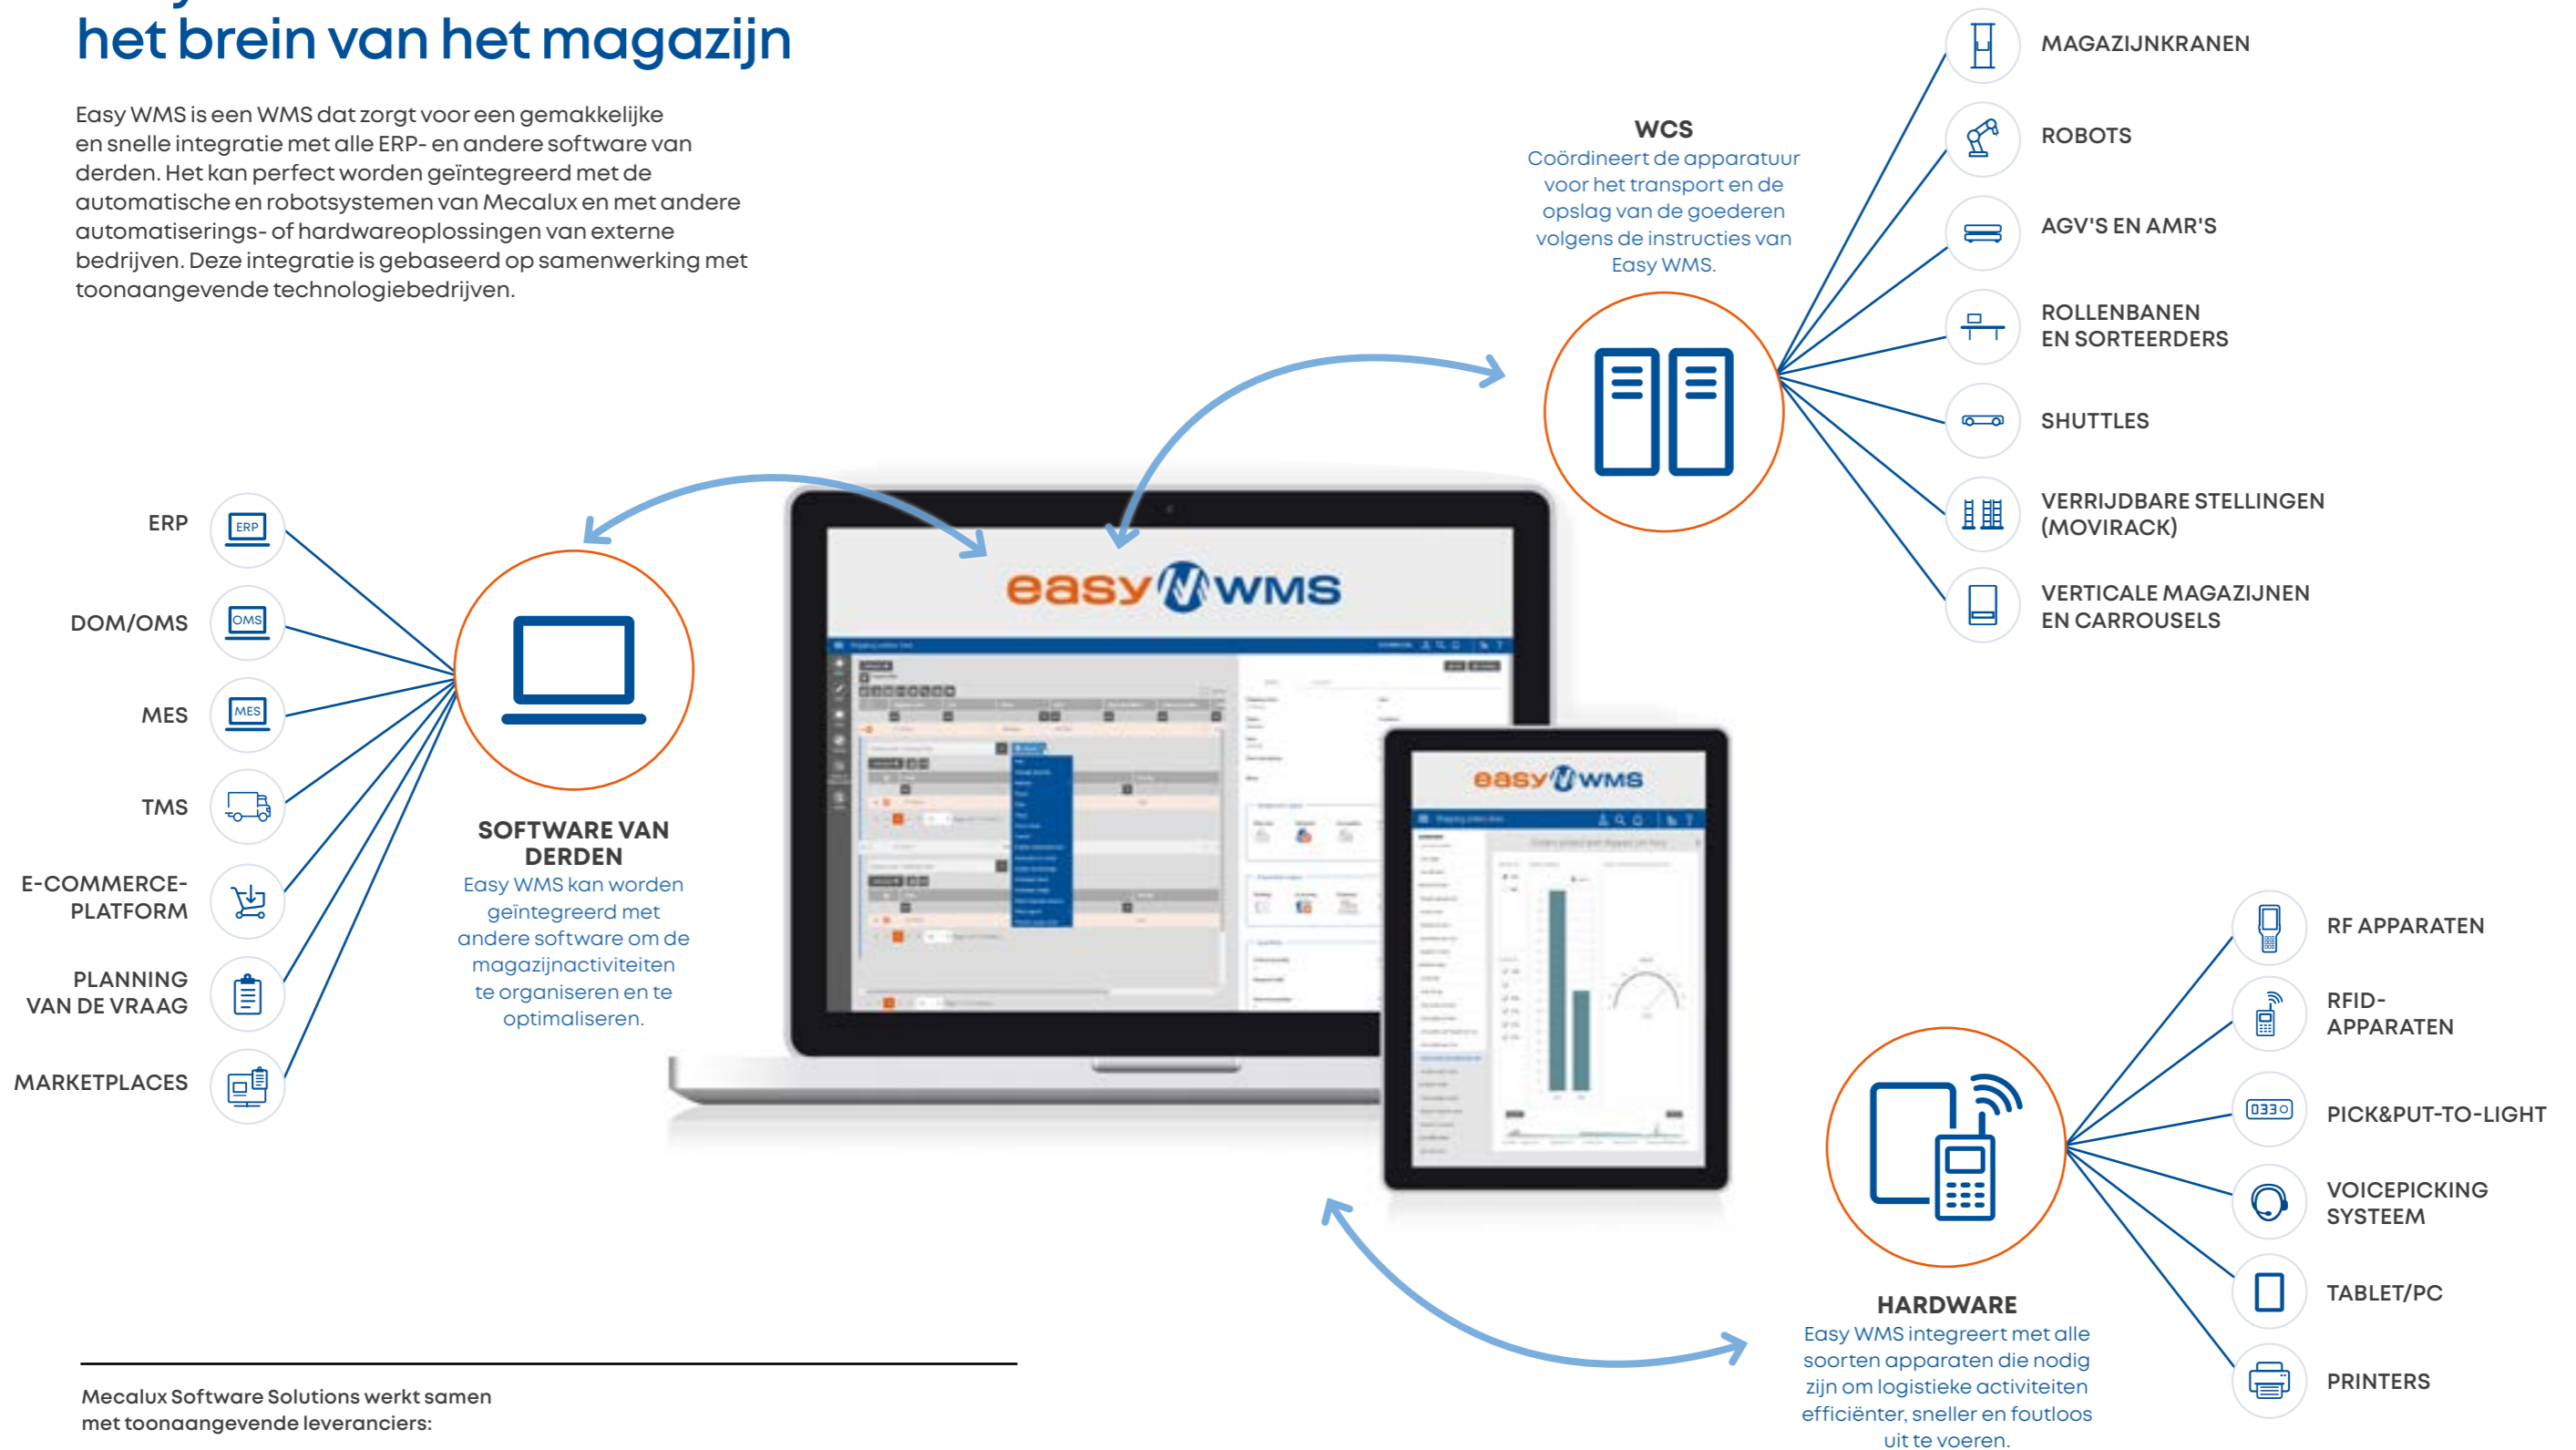 het brein van het magazijn
Easy WMS is een WMS dat zorgt voor een gemakkelijke
en snelle integratie met alle ERP- en andere software van
derden. Het kan perfect worden geïntegreerd met de
automatische en robotsystemen van Mecalux en met andere
automatiserings- of hardwareoplossingen van externe
bedrijven. Deze integratie is gebaseerd op samenwerking met
toonaangevende technologiebedrijven.
WCS
Coördineert de apparatuur
voor het transport en de
opslag van de goederen
volgens de instructies van
Easy WMS.
MAGAZIJNKRANEN
ROBOTS
AGV'S EN AMR'S
ROLLENBANEN
EN SORTEERDERS
SHUTTLES
VERRIJDBARE STELLINGEN
(MOVIRACK)
VERTICALE MAGAZIJNEN
EN CARROUSELS
ERP
ERP
DOM/OMS
OMS
MES
MES
TMS
E-COMMERCE-
PLATFORM
PLANNING
VAN DE VRAAG
MARKETPLACES
SOFTWARE VAN
DERDEN
Easy WMS kan worden
geïntegreerd met
andere software om de
magazijnactiviteiten
te organiseren en te
optimaliseren.
easy WMS
easy WMS
RF APPARATEN
RFID-
APPARATEN
033
PICK&PUT-TO-LIGHT
VOICEPICKING
SYSTEEM
TABLET/PC
PRINTERS
HARDWARE
Easy WMS integreert met alle
soorten apparaten die nodig
zijn om logistieke activiteiten
efficiënter, sneller en foutloos
uit te voeren.
Mecalux Software Solutions werkt samen
met toonaangevende leveranciers: